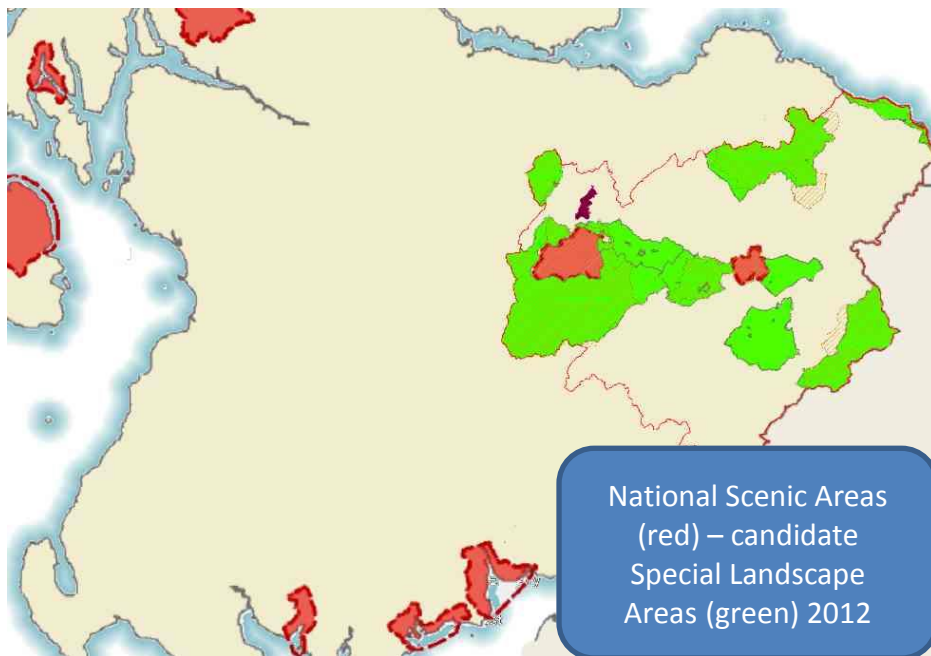 National Scenic Areas
(red) – candidate
Special Landscape
Areas (green) 2012